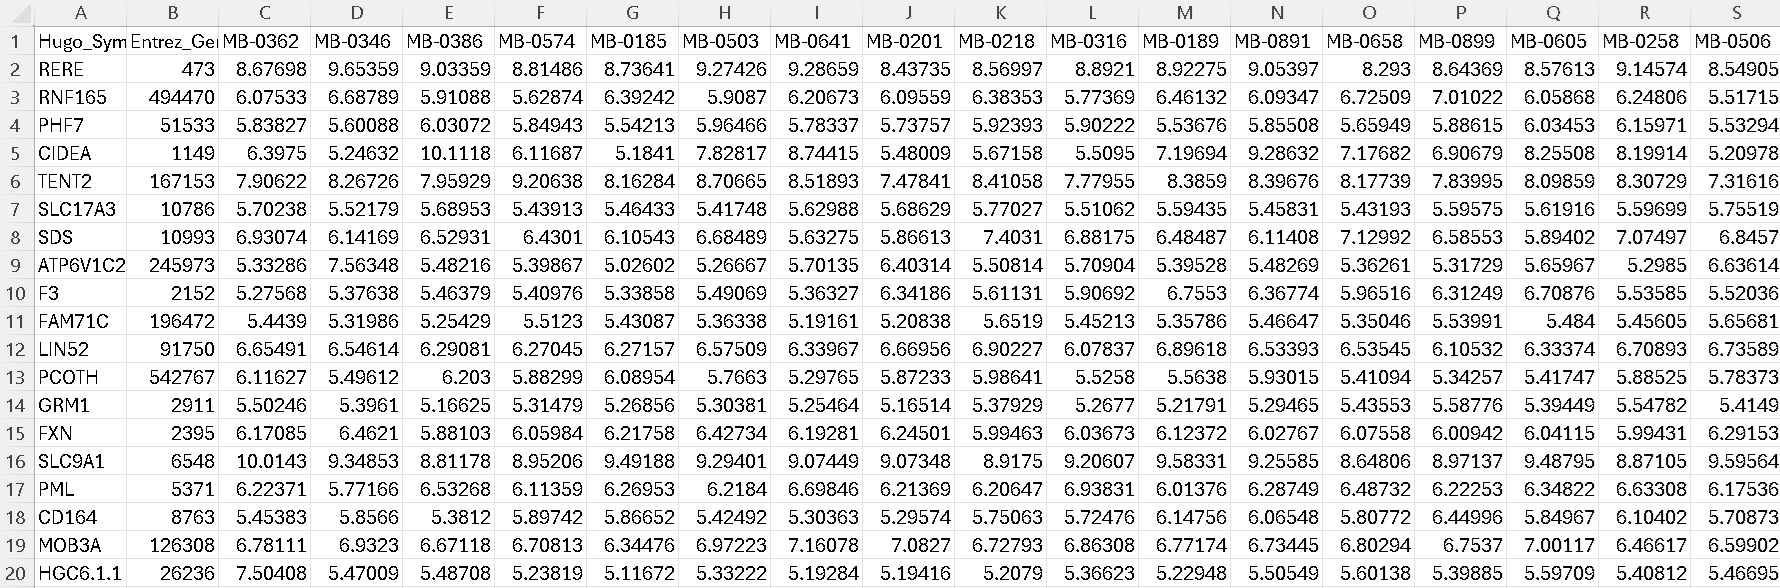 A B C D E F G H I J K L M N O P Q R S
1 Hugo_Sym Entrez_Ge MB-0362 MB-0346 MB-0386 MB-0574 MB-0185 MB-0503 MB-0641 MB-0201 MB-0218 MB-0316 MB-0189 MB-0891 MB-0658 MB-0899 MB-0605 MB-0258 MB-0506
2 RERE 473 8.67698 9.65359 9.03359 8.81486 8.73641 9.27426 9.28659 8.43735 8.56997 8.8921 8.92275 9.05397 8.293 8.64369 8.57613 9.14574 8.54905
3 RNF165 494470 6.07533 6.68789 5.91088 5.62874 6.39242 5.9087 6.20673 6.09559 6.38353 5.77369 6.46132 6.09347 6.72509 7.01022 6.05868 6.24806 5.51715
4 PHF7 51533 5.83827 5.60088 6.03072 5.84943 5.54213 5.96466 5.78337 5.73757 5.92393 5.90222 5.53676 5.85508 5.65949 5.88615 6.03453 6.15971 5.53294
5 CIDEA 1149 6.3975 5.24632 10.1118 6.11687 5.1841 7.82817 8.74415 5.48009 5.67158 5.5095 7.19694 9.28632 7.17682 6.90679 8.25508 8.19914 5.20978
6 TENT2 167153 7.90622 8.26726 7.95929 9.20638 8.16284 8.70665 8.51893 7.47841 8.41058 7.77955 8.3859 8.39676 8.17739 7.83995 8.09859 8.30729 7.31616
7 SLC17A3 10786 5.70238 5.52179 5.68953 5.43913 5.46433 5.41748 5.62988 5.68629 5.77027 5.51062 5.59435 5.45831 5.43193 5.59575 5.61916 5.59699 5.75519
8 SDS 10993 6.93074 6.14169 6.52931 6.4301 6.10543 6.68489 5.63275 5.86613 7.4031 6.88175 6.48487 6.11408 7.12992 6.58553 5.89402 7.07497 6.8457
9 ATP6V1C2 245973 5.33286 7.56348 5.48216 5.39867 5.02602 5.26667 5.70135 6.40314 5.50814 5.70904 5.39528 5.48269 5.36261 5.31729 5.65967 5.2985 6.63614
10 F3 2152 5.27568 5.37638 5.46379 5.40976 5.33858 5.49069 5.36327 6.34186 5.61131 5.90692 6.7553 6.36774 5.96516 6.31249 6.70876 5.53585 5.52036
11 FAM71C 196472 5.4439 5.31986 5.25429 5.5123 5.43087 5.36338 5.19161 5.20838 5.6519 5.45213 5.35786 5.46647 5.35046 5.53991 5.484 5.45605 5.65681
12 LIN52 91750 6.65491 6.54614 6.29081 6.27045 6.27157 6.57509 6.33967 6.66956 6.90227 6.07837 6.89618 6.53393 6.53545 6.10532 6.33374 6.70893 6.73589
13 PCOTH 542767 6.11627 5.49612 6.203 5.88299 6.08954 5.7663 5.29765 5.87233 5.98641 5.5258 5.5638 5.93015 5.41094 5.34257 5.41747 5.88525 5.78373
14 GRM1 2911 5.50246 5.3961 5.16625 5.31479 5.26856 5.30381 5.25464 5.16514 5.37929 5.2677 5.21791 5.29465 5.43553 5.58776 5.39449 5.54782 5.4149
15 FXN 2395 6.17085 6.4621 5.88103 6.05984 6.21758 6.42734 6.19281 6.24501 5.99463 6.03673 6.12372 6.02767 6.07558 6.00942 6.04115 5.99431 6.29153
16 SLC9A1 6548 10.0143 9.34853 8.81178 8.95206 9.49188 9.29401 9.07449 9.07348 8.9175 9.20607 9.58331 9.25585 8.64806 8.97137 9.48795 8.87105 9.59564
17 PML 5371 6.22371 5.77166 6.53268 6.11359 6.26953 6.2184 6.69846 6.21369 6.20647 6.93831 6.01376 6.28749 6.48732 6.22253 6.34822 6.63308 6.17536
18 CD164 8763 5.45383 5.8566 5.3812 5.89742 5.86652 5.42492 5.30363 5.29574 5.75063 5.72476 6.14756 6.06548 5.80772 6.44996 5.84967 6.10402 5.70873
19 MOB3A 126308 6.78111 6.9323 6.67118 6.70813 6.34476 6.97223 7.16078 7.0827 6.72793 6.86308 6.77174 6.73445 6.80294 6.7537 7.00117 6.46617 6.59902
20 HGC6.1.1 26236 7.50408 5.47009 5.48708 5.23819 5.11672 5.33222 5.19284 5.19416 5.2079 5.36623 5.22948 5.50549 5.60138 5.39885 5.59709 5.40812 5.46695